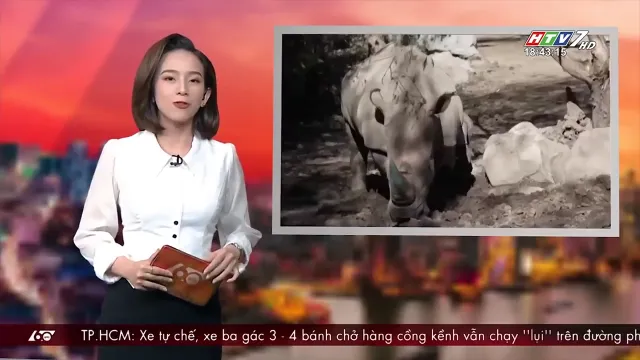 HTV7 HD
18:43:15
60
TP.HCM: Xe tự chế, xe ba gác 3 - 4 bánh chở hàng cồng kềnh vẫn chạy "lụi" trên đường ph